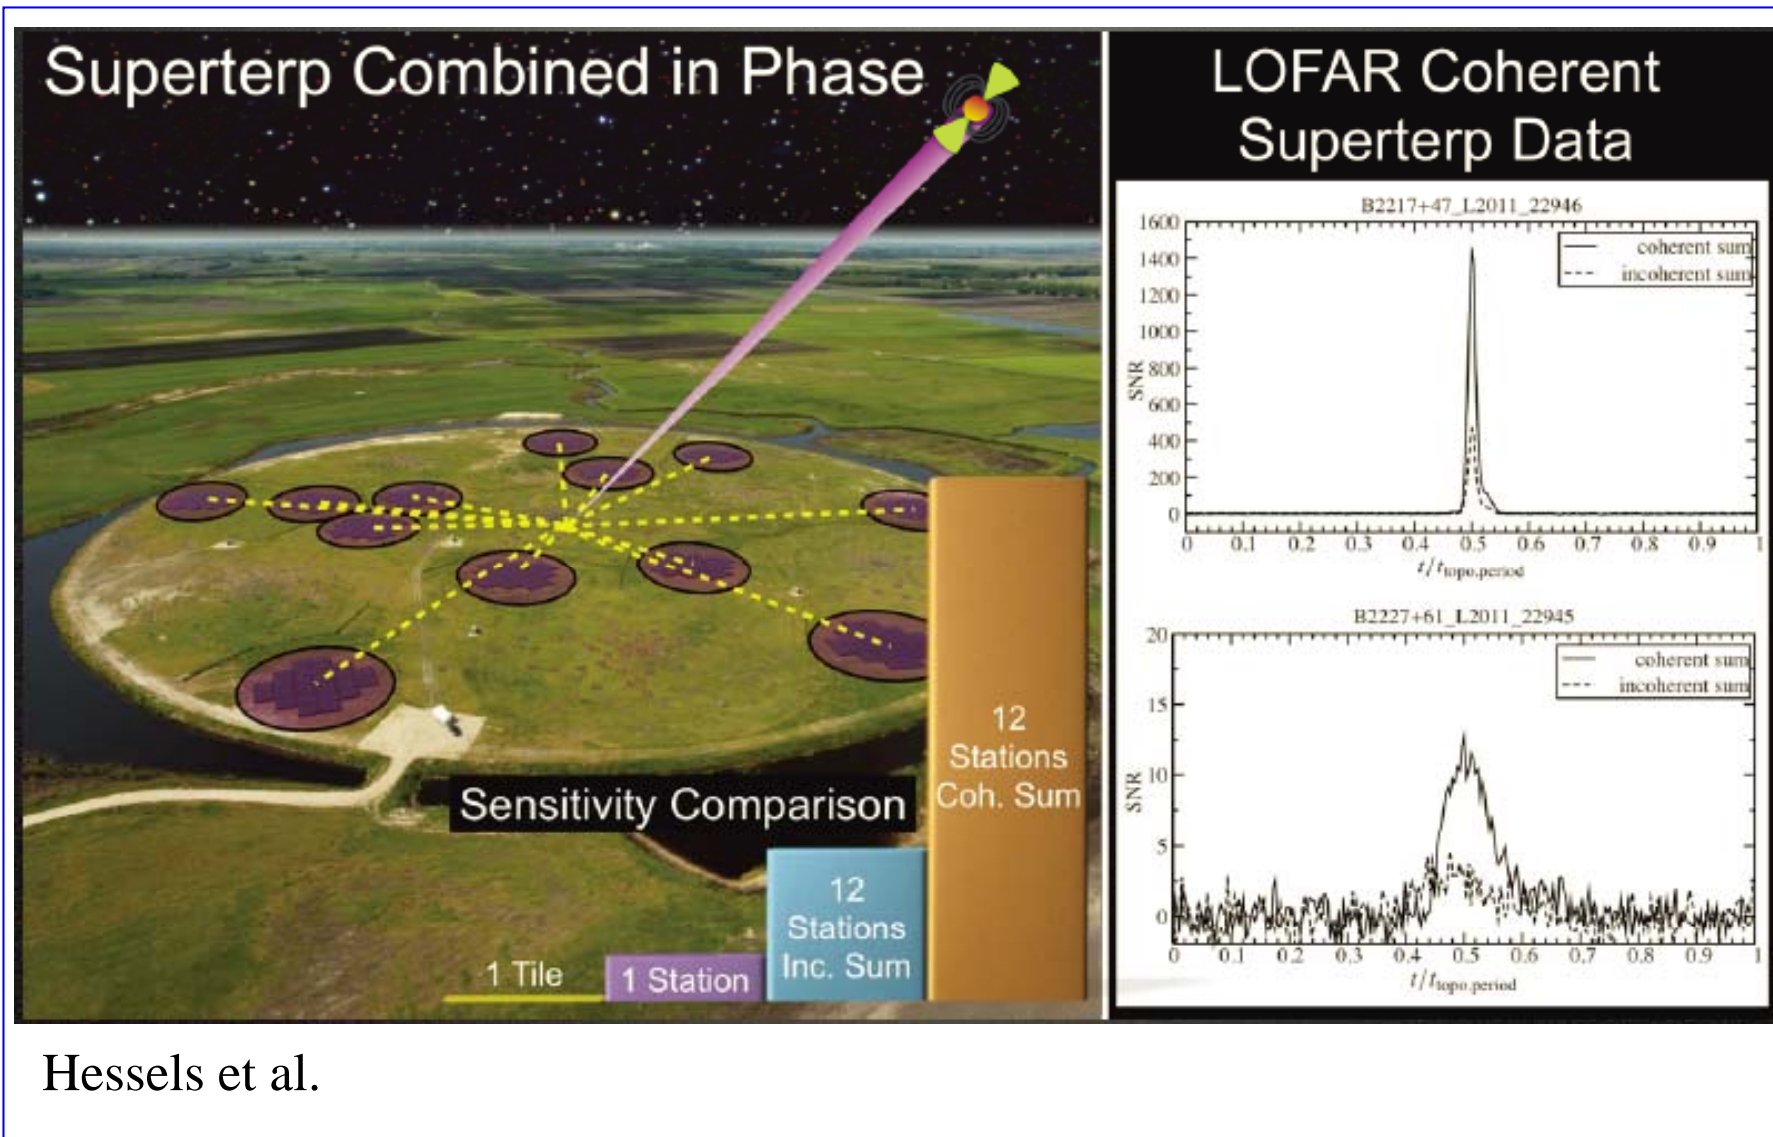 Superterp Combined in Phase
Sensitivity Comparison
1 Tile
1 Station
12
Stations
Inc. Sum
12
Stations
Coh. Sum
LOFAR Coherent
Superterp Data
B2217+47_L2011_22946
1600
1400
1200
1000
800
600
400
200
0
SNR
coherent sum
incoherent sum
0 0.1 0.2 0.3 0.4 0.5 0.6 0.7 0.8 0.9 1
t/t_topo.period
B2227+61_L2011_22945
20
15
10
5
0
SNR
coherent sum
incoherent sum
0 0.1 0.2 0.3 0.4 0.5 0.6 0.7 0.8 0.9 1
t/t_topo.period
Hessels et al.